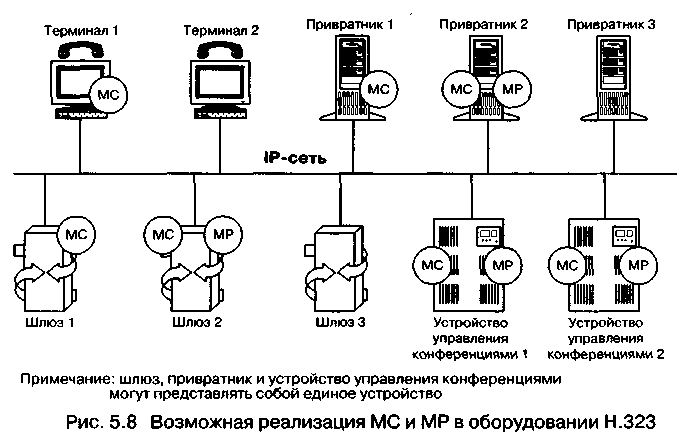 Терминал 1
Терминал 2
Привратник 1
Привратник 2
Привратник 3
MC
MC
MC
MP
IP-сеть
MC
MC
MP
MC
MP
MC
MP
Шлюз 1
Шлюз 2
Шлюз 3
Устройство
управления
конференциями 1
Устройство
управления
конференциями 2
Примечание: шлюз, привратник и устройство управления конференциями
могут представлять собой единое устройство
Рис. 5.8 Возможная реализация MC и MP в оборудовании H.323